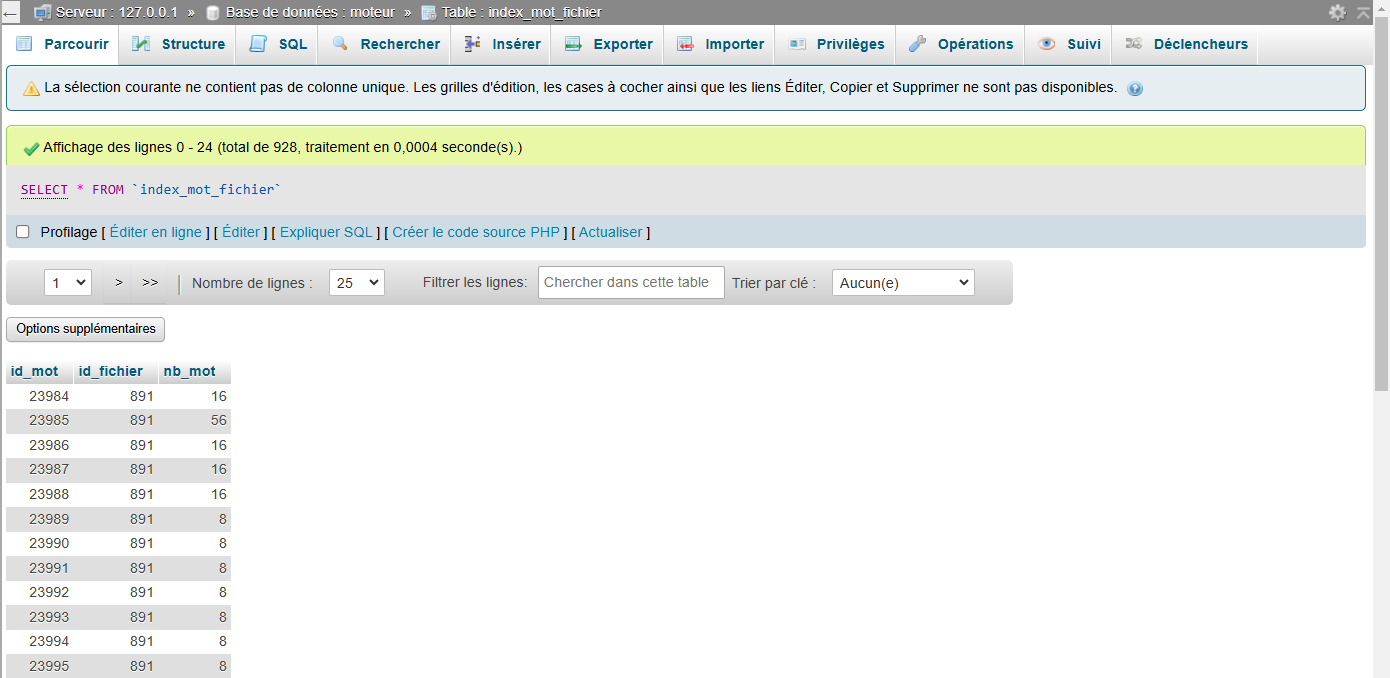 Serveur : 127.0.0.1 » Base de données : moteur » Table : index_mot_fichier
Parcourir Structure SQL Rechercher Insérer Exporter Importer Privilèges Opérations Suivi Déclencheurs
La sélection courante ne contient pas de colonne unique. Les grilles d'édition, les cases à cocher ainsi que les liens Éditer, Copier et Supprimer ne sont pas disponibles.
Affichage des lignes 0 - 24 (total de 928, traitement en 0,0004 seconde(s).)
SELECT * FROM `index_mot_fichier`
Profilage [ Éditer en ligne ] [ Éditer ] [ Expliquer SQL ] [ Créer le code source PHP ] [ Actualiser ]
1 > >> | Nombre de lignes : 25 Filtrer les lignes: Chercher dans cette table Trier par clé : Aucun(e)
Options supplémentaires
id_mot id_fichier nb_mot
23984 891 16
23985 891 56
23986 891 16
23987 891 16
23988 891 16
23989 891 8
23990 891 8
23991 891 8
23992 891 8
23993 891 8
23994 891 8
23995 891 8